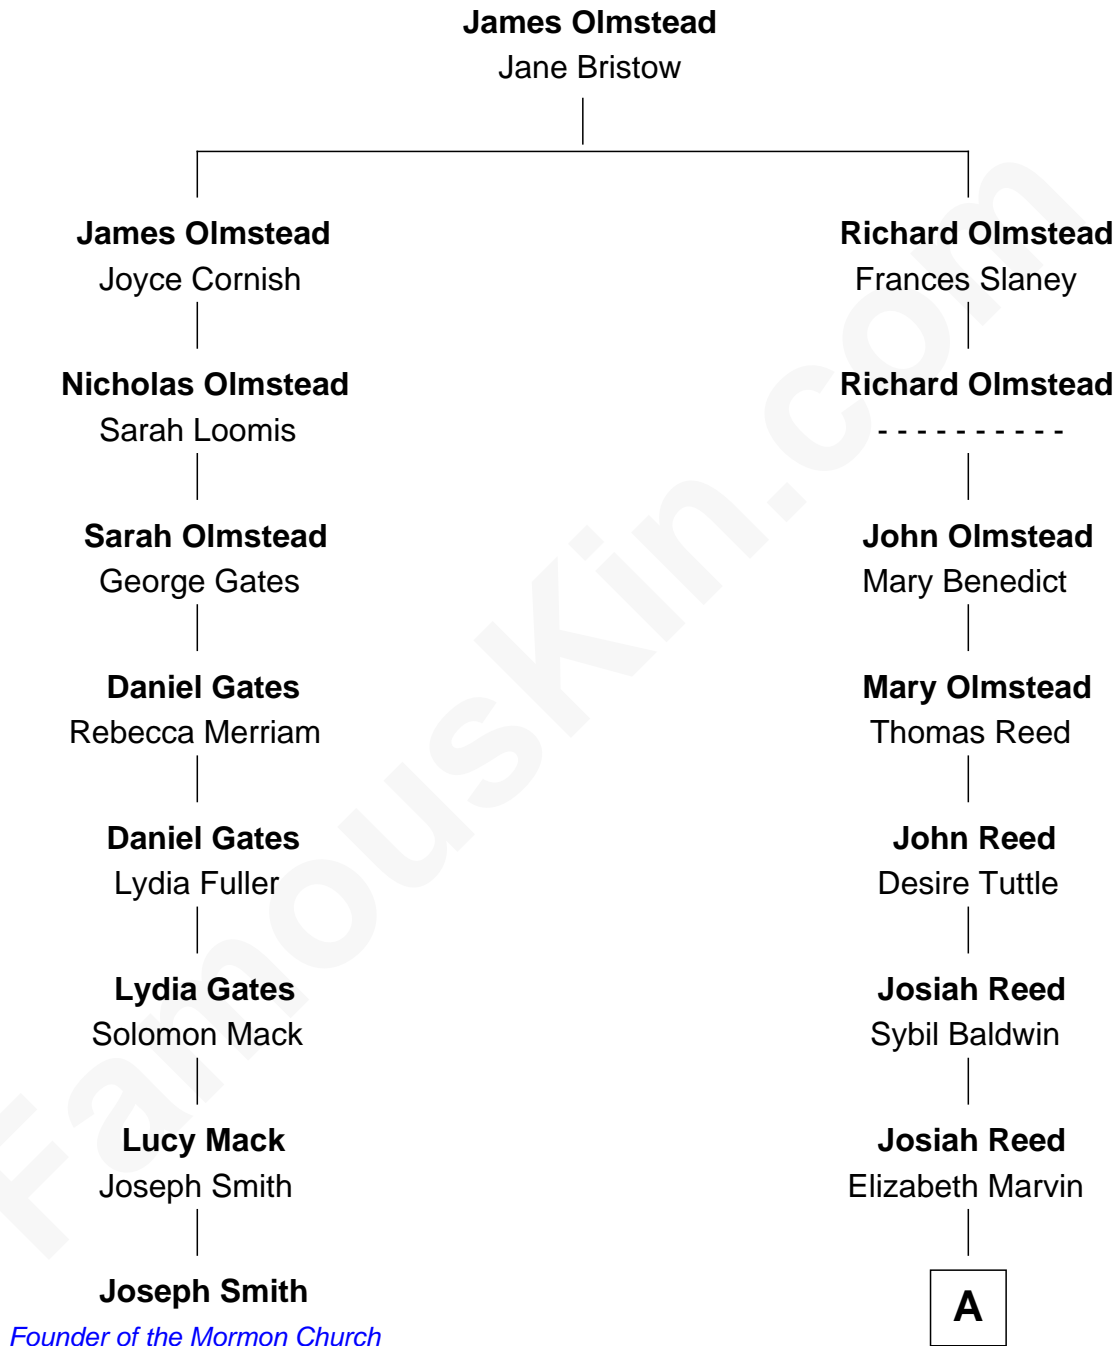 James Olmstead
Jane Bristow
James Olmstead
Joyce Cornish
Richard Olmstead
Frances Slaney
Nicholas Olmstead
Sarah Loomis
Richard Olmstead
- - - - - - - - - -
Sarah Olmstead
George Gates
John Olmstead
Mary Benedict
Daniel Gates
Rebecca Merriam
Mary Olmstead
Thomas Reed
Daniel Gates
Lydia Fuller
John Reed
Desire Tuttle
Lydia Gates
Solomon Mack
Josiah Reed
Sybil Baldwin
Lucy Mack
Joseph Smith
Josiah Reed
Elizabeth Marvin
Joseph Smith
Founder of the Mormon Church
A
FamousKin.com